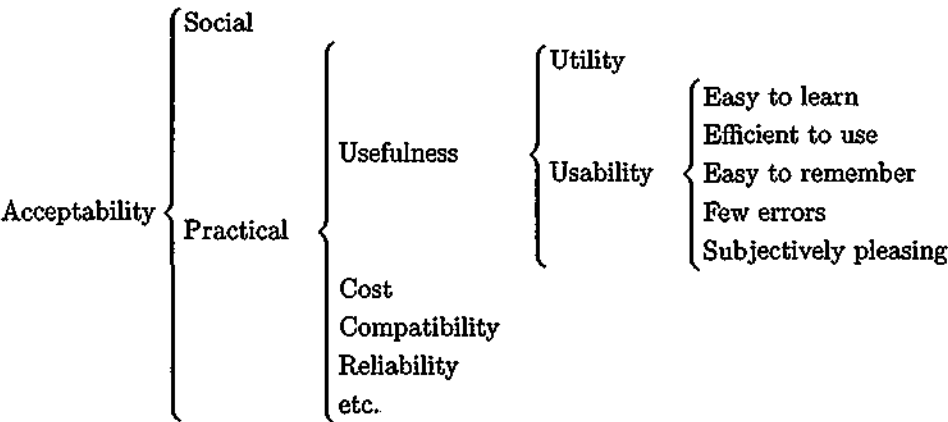 Social
Utility
Easy to learn
Efficient to use
Usefulness
Usability
Easy to remember
Acceptability
Practical
Few errors
Subjectively pleasing
Cost
Compatibility
Reliability
etc.